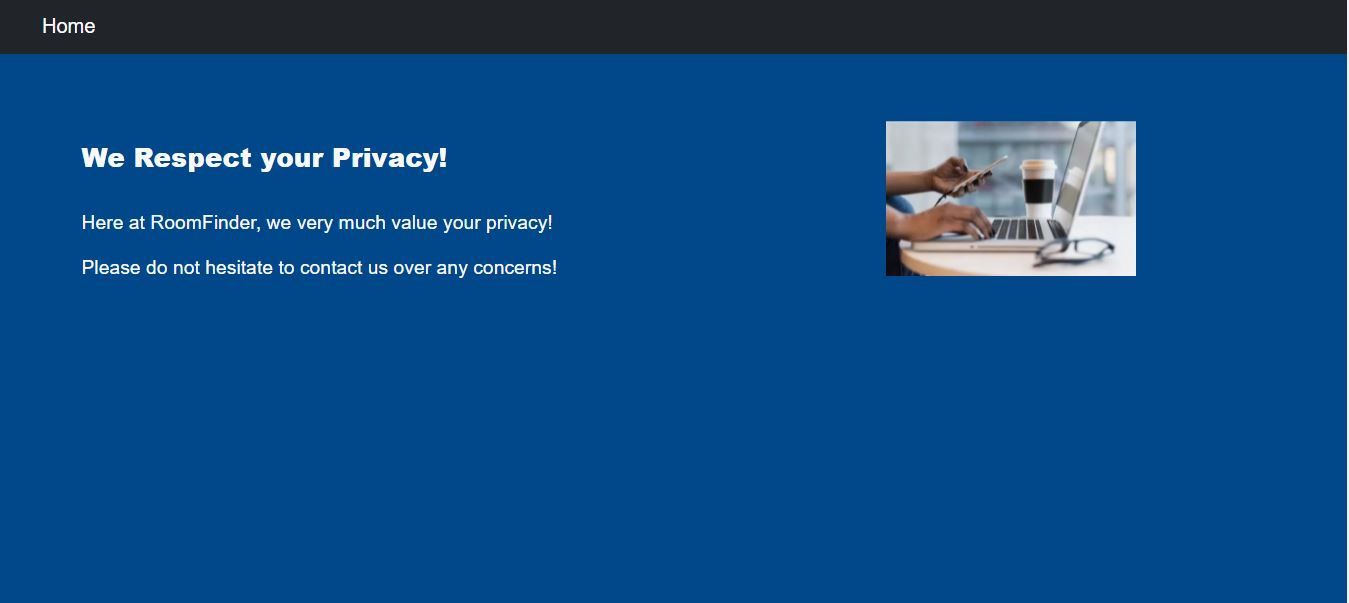 Home
We Respect your Privacy!
Here at RoomFinder, we very much value your privacy!
Please do not hesitate to contact us over any concerns!